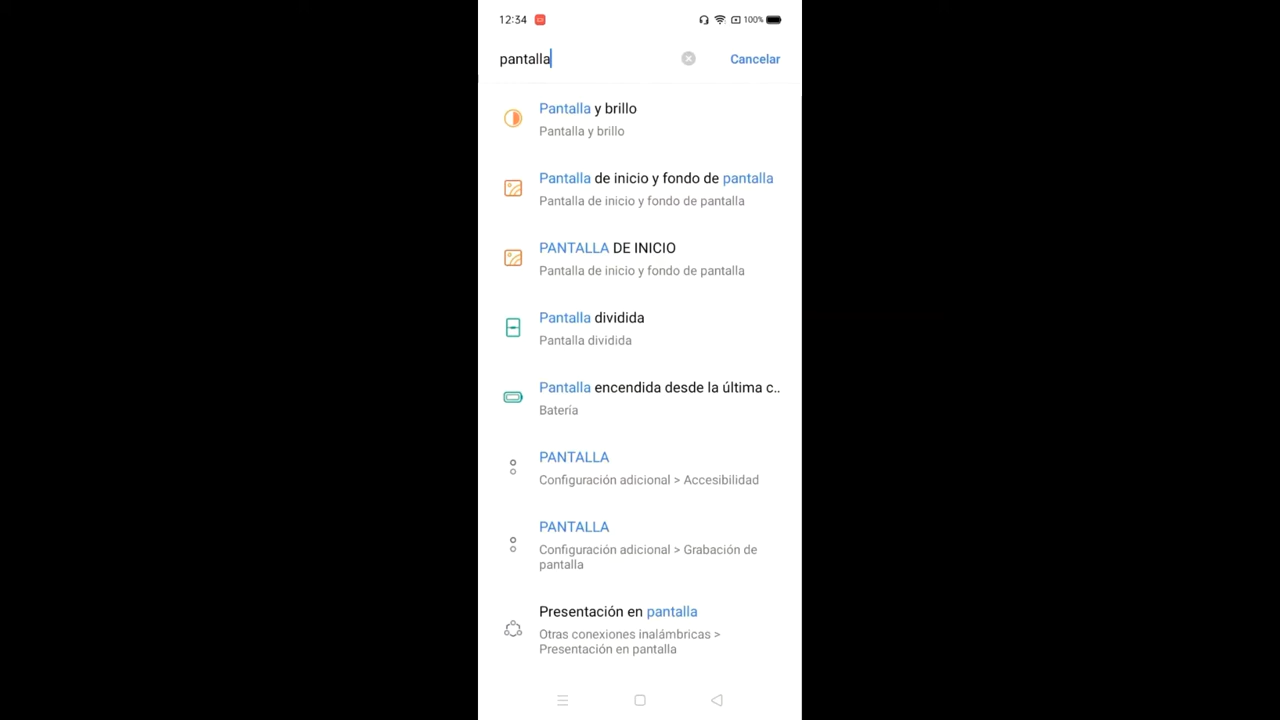 12:34
100%
pantalla
Cancelar
Pantalla y brillo
Pantalla y brillo
Pantalla de inicio y fondo de pantalla
Pantalla de inicio y fondo de pantalla
PANTALLA DE INICIO
Pantalla de inicio y fondo de pantalla
Pantalla dividida
Pantalla dividida
Pantalla encendida desde la última c..
Batería
PANTALLA
Configuración adicional > Accesibilidad
PANTALLA
Configuración adicional > Grabación de
pantalla
Presentación en pantalla
Otras conexiones inalámbricas >
Presentación en pantalla